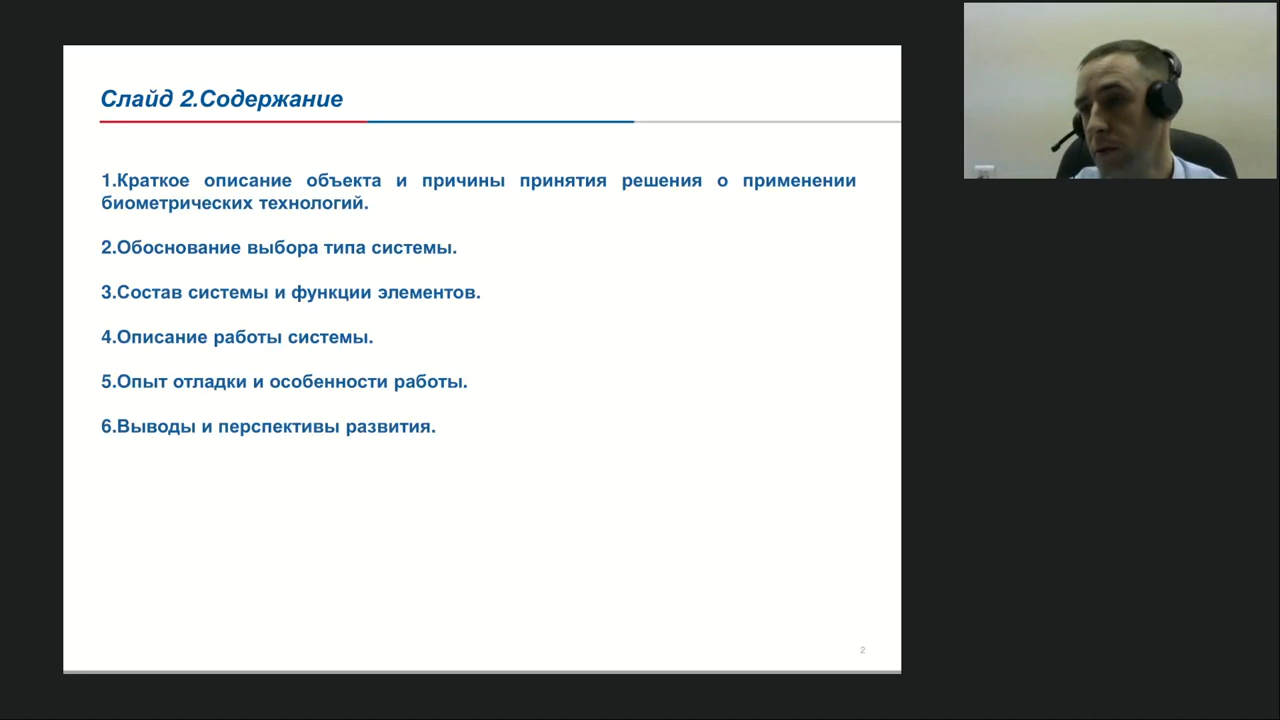 Слайд 2.Содержание
1.Краткое описание объекта и причины принятия решения о применении
биометрических технологий.
2.Обоснование выбора типа системы.
3.Состав системы и функции элементов.
4.Описание работы системы.
5.Опыт отладки и особенности работы.
6.Выводы и перспективы развития.
2